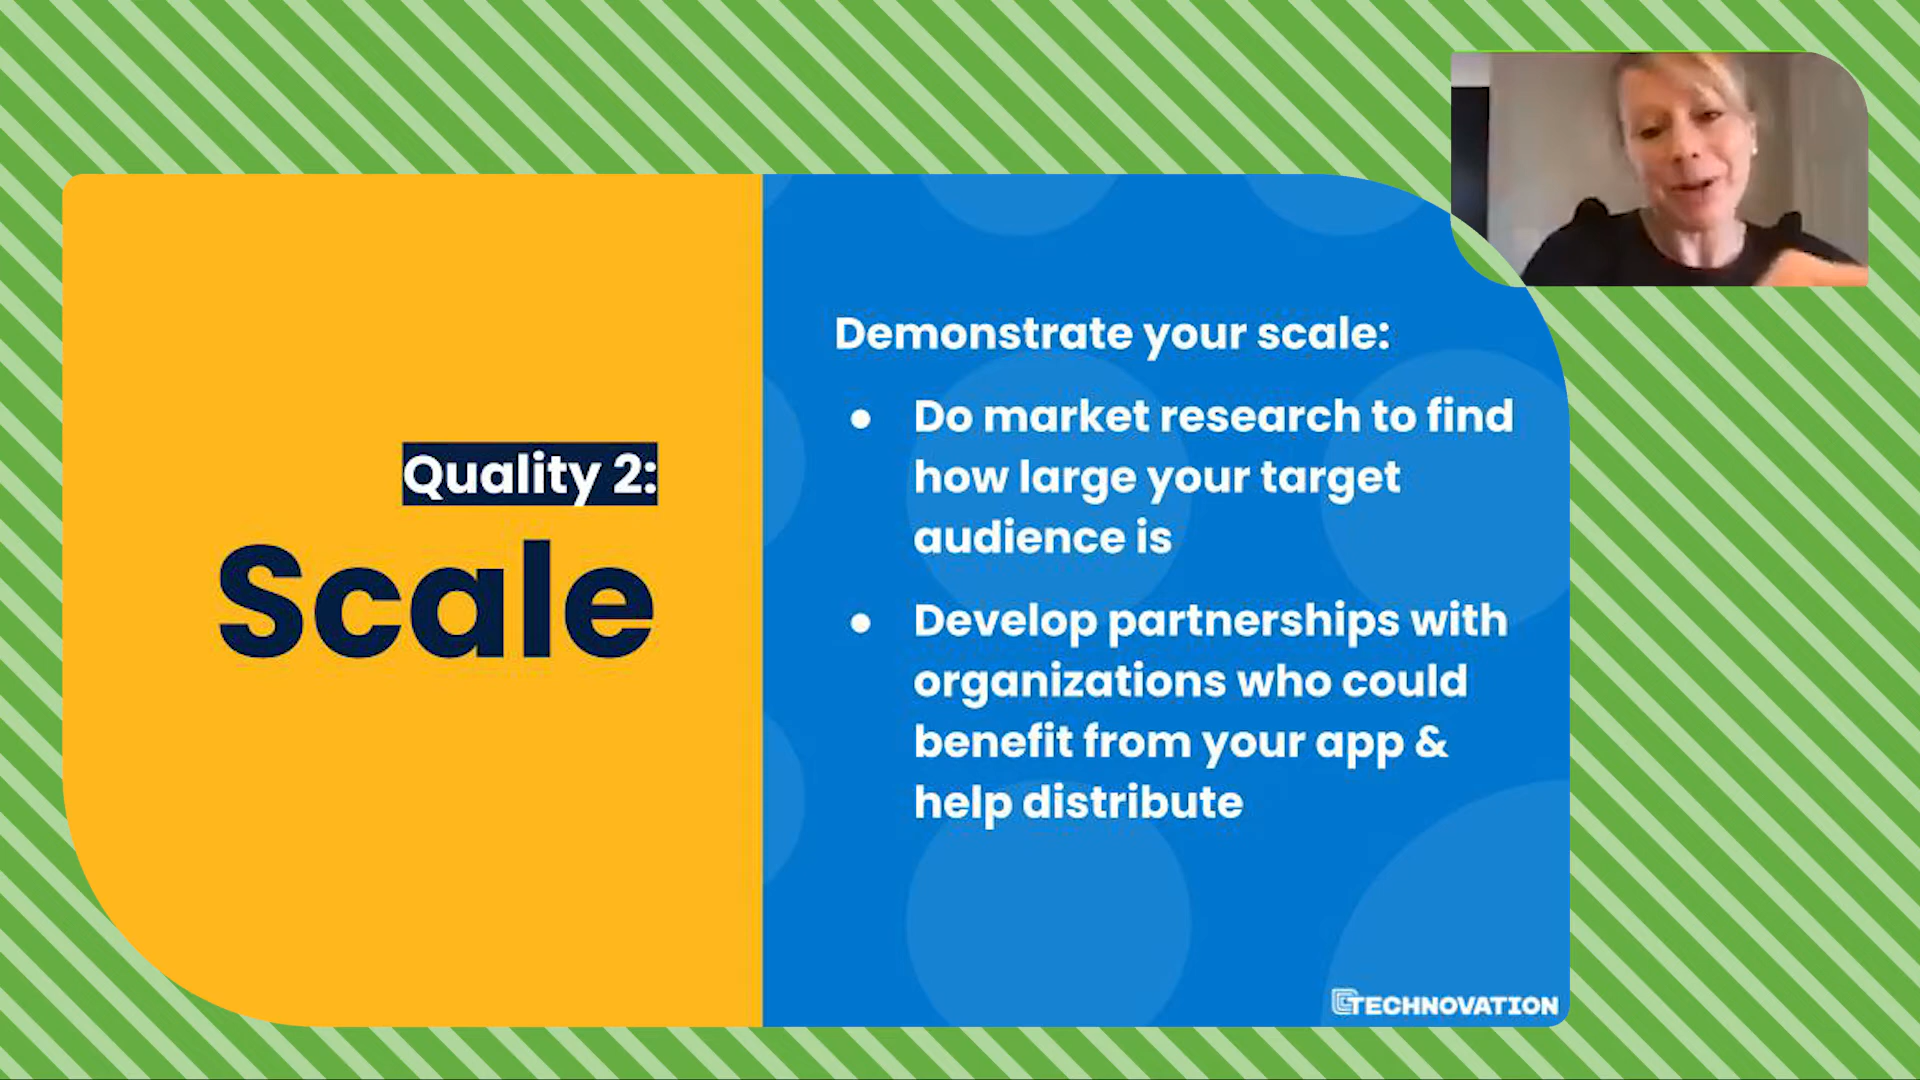 Quality 2:
Scale
Demonstrate your scale:
● Do market research to find
how large your target
audience is
● Develop partnerships with
organizations who could
benefit from your app &
help distribute
TECHNOVATION